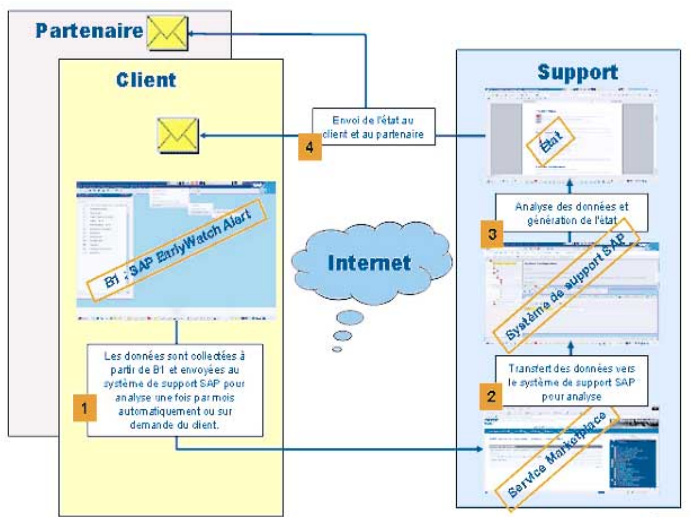 Partenaire
Client
Support
Envoi de l'état au
client et au partenaire
4
État
B1 ; SAP EarlyWatch Alert
Internet
Analyse des données et
génération de l'état
3
Système de support SAP
Les données sont collectées à
partir de B1 et envoyées au
système de support SAP pour
analyse une fois par mois
automatiquement ou sur
demande du client.
1
Transfert des données vers
le système de support SAP
pour analyse
2
Service Marketplace